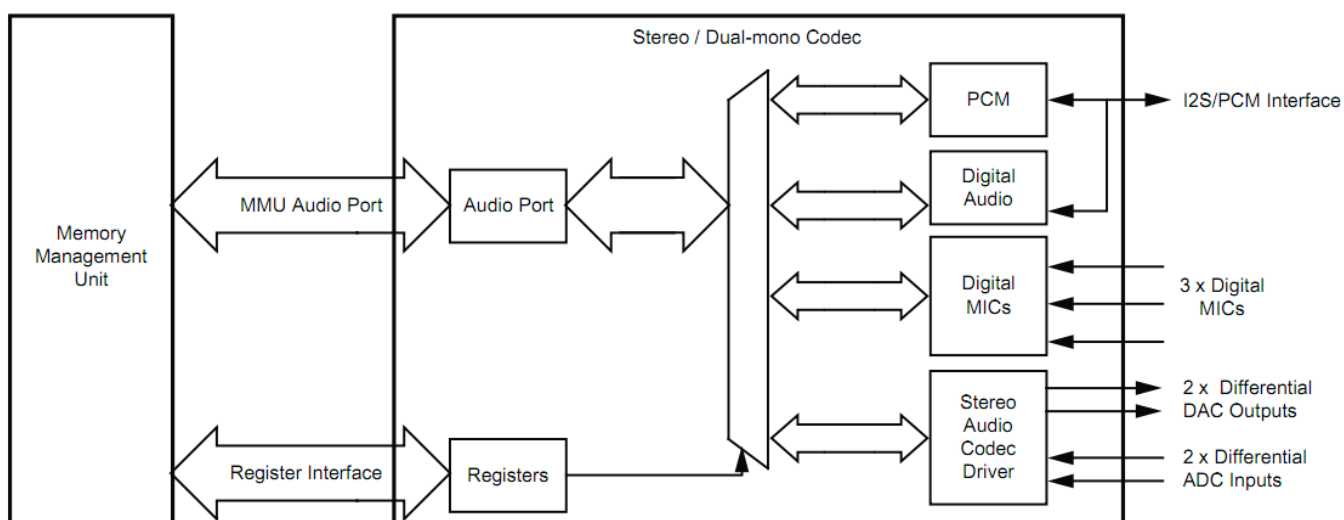 Stereo / Dual-mono Codec
PCM
I2S/PCM Interface
Digital
Audio
MMU Audio Port
Audio Port
Memory
Management
Unit
Digital
MICs
3 x Digital
MICs
Stereo
Audio
Codec
Driver
2 x Differential
DAC Outputs
2 x Differential
ADC Inputs
Register Interface
Registers